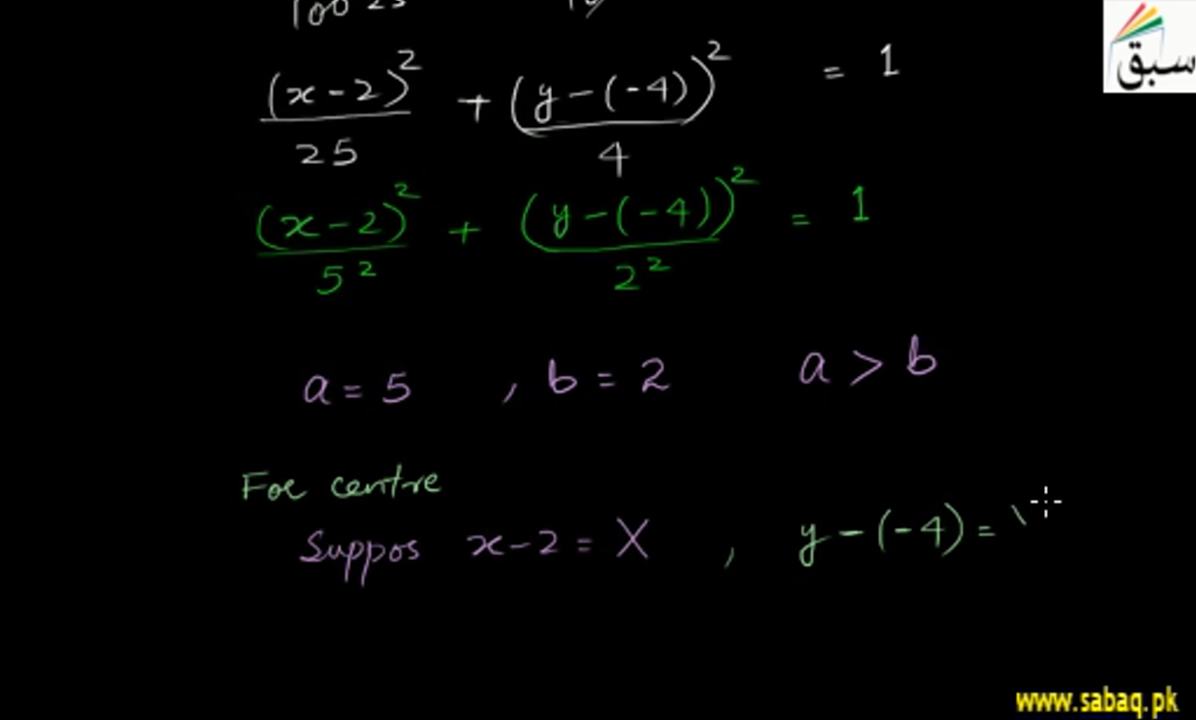 سبق
(x-2)² / 25 + (y-(-4))² / 4 = 1
(x-2)² / 5² + (y-(-4))² / 2² = 1
a = 5 , b = 2 a > b
For centre
Suppos x-2 = X , y-(-4) =
www.sabaq.pk